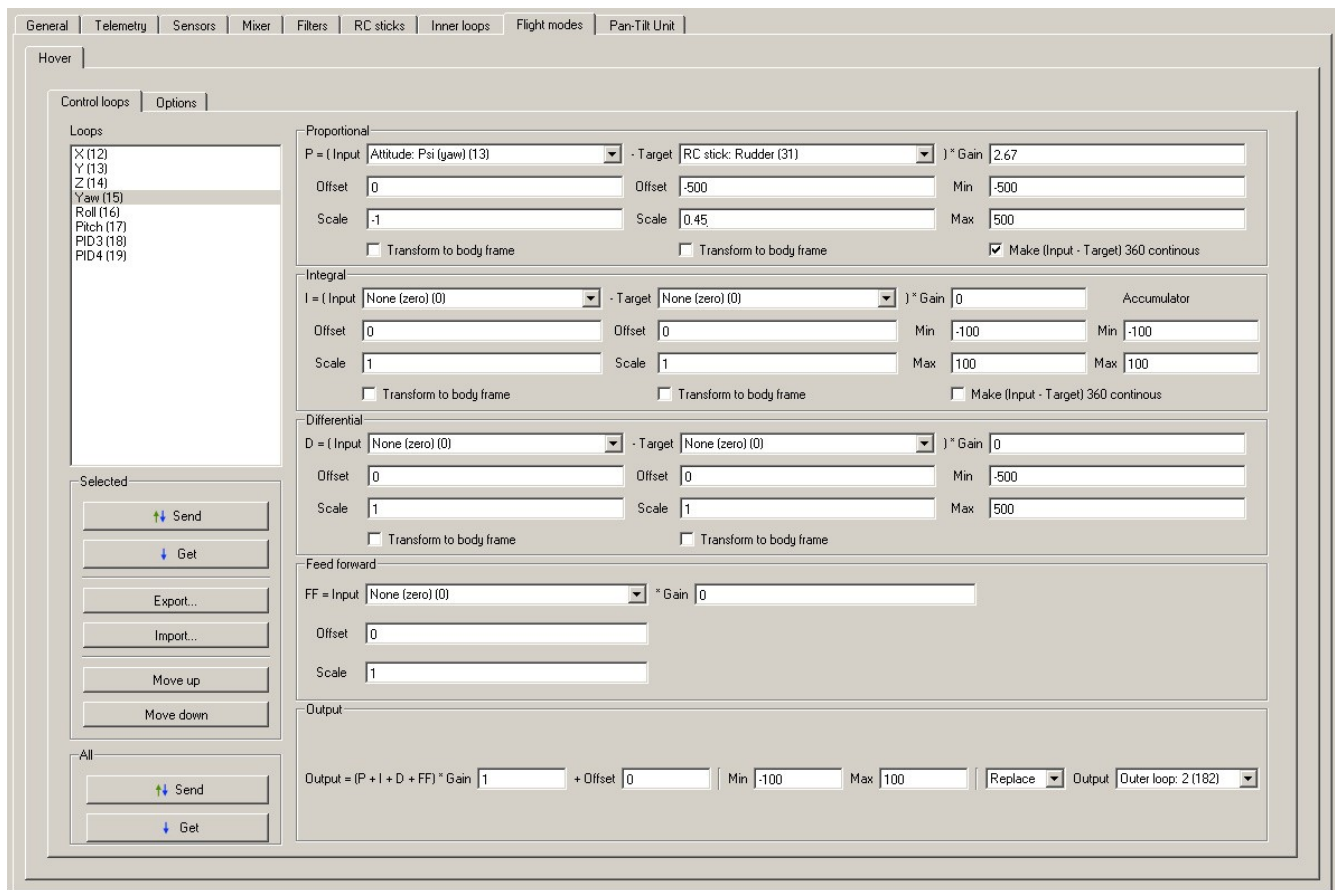 General Telemetry Sensors Mixer Filters RC sticks Inner loops Flight modes Pan-Tilt Unit
Hover
Control loops Options
Loops
X (12)
Y (13)
Z (14)
Yaw (15)
Roll (16)
Pitch (17)
PID3 (18)
PID4 (19)
Selected
Send
Get
Export...
Import...
Move up
Move down
All
Send
Get
Proportional
P = ( Input Attitude: Psi (yaw) (13) - Target RC stick: Rudder (31) ) * Gain 2.67
Offset 0 Offset -500 Min -500
Scale -1 Scale 0.45 Max 500
Transform to body frame Transform to body frame Make (Input - Target) 360 continous
Integral
I = ( Input None (zero) (0) - Target None (zero) (0) ) * Gain 0 Accumulator
Offset 0 Offset 0 Min -100 Min -100
Scale 1 Scale 1 Max 100 Max 100
Transform to body frame Transform to body frame Make (Input - Target) 360 continous
Differential
D = ( Input None (zero) (0) - Target None (zero) (0) ) * Gain 0
Offset 0 Offset 0 Min -500
Scale 1 Scale 1 Max 500
Transform to body frame Transform to body frame
Feed forward
FF = Input None (zero) (0) * Gain 0
Offset 0
Scale 1
Output
Output = (P + I + D + FF) * Gain 1 + Offset 0 Min -100 Max 100 Replace Output Outer loop: 2 (182)